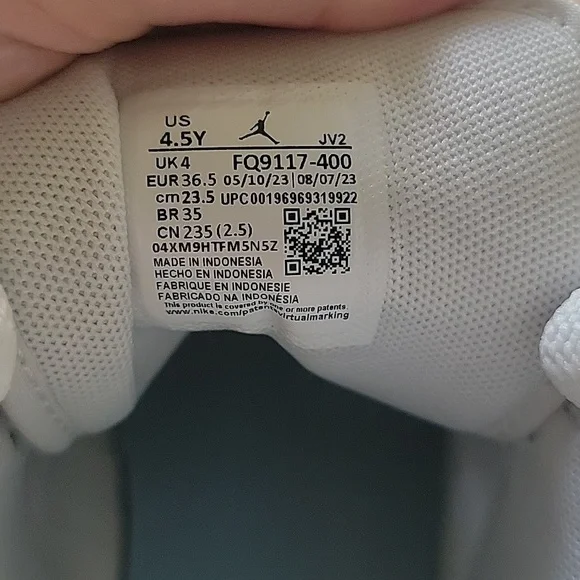 US
4.5Y JV2
UK 4 FQ9117-400
EUR 36.5 05/10/23 | 08/07/23
cm 23.5 UPC 00196969319922
BR 35
CN 235 (2.5)
04XM9HTFM5N5Z
MADE IN INDONESIA
HECHO EN INDONESIA
FABRIQUE EN INDONESIE
FABRICADO NA INDONÉSIA
This product is covered by one or more patents.
www.nike.com/patents virtualmarking